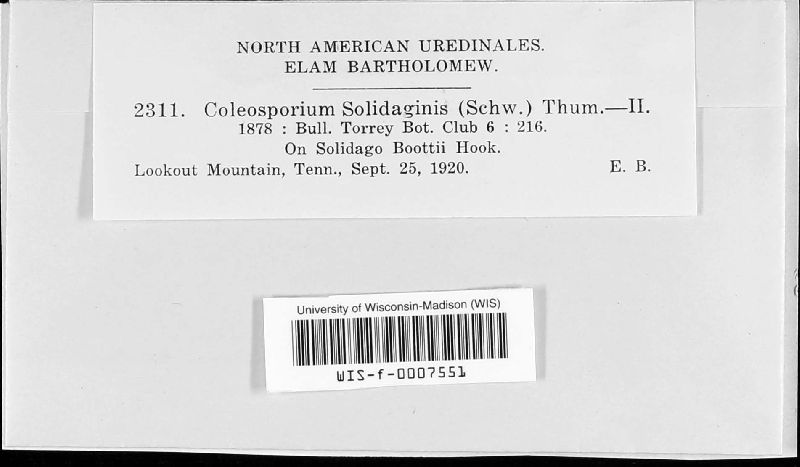 NORTH AMERICAN UREDINALES.
ELAM BARTHOLOMEW.
2311. Coleosporium Solidaginis (Schw.) Thum.—II.
1878 : Bull. Torrey Bot. Club 6 : 216.
On Solidago Boottii Hook.
Lookout Mountain, Tenn., Sept. 25, 1920. E. B.
University of Wisconsin-Madison (WIS)
WIS-f-0007551